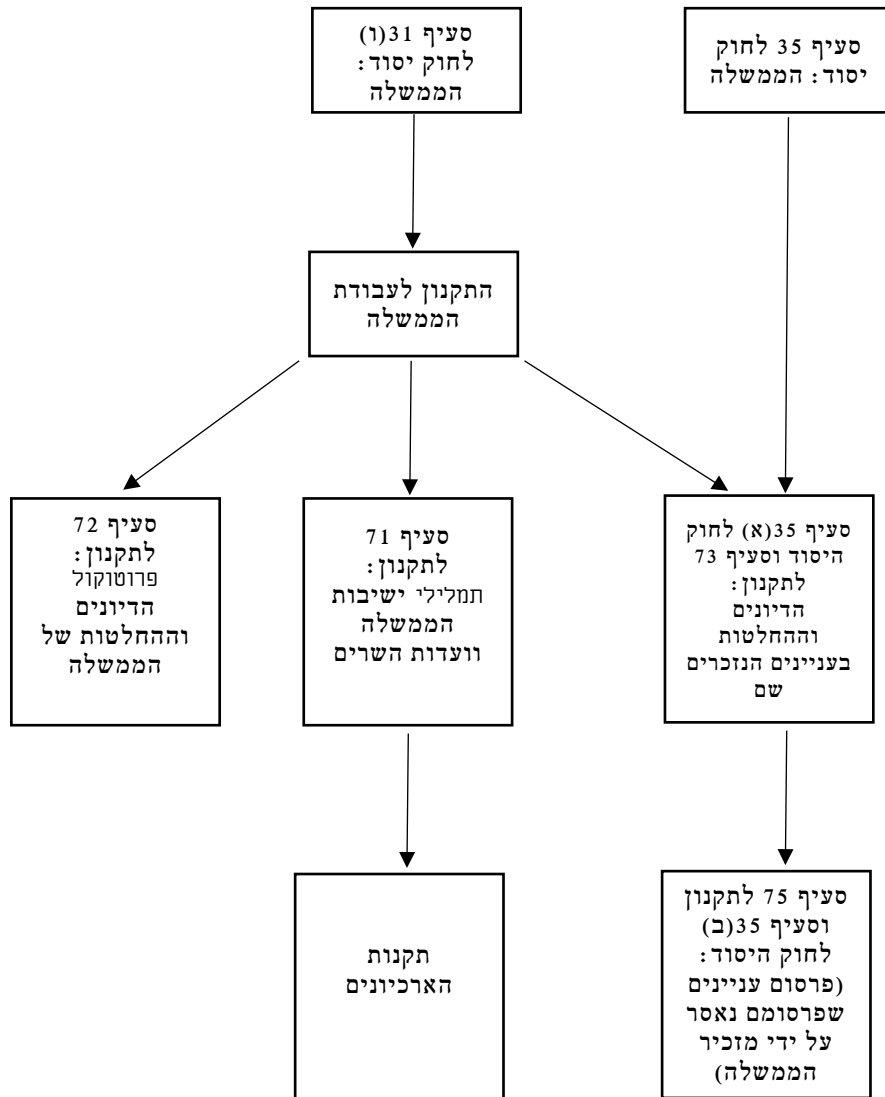 סעיף 35 לחוק
יסוד: הממשלה
סעיף 31(ו)
לחוק יסוד:
הממשלה
התקנון לעבודת
הממשלה
סעיף 35(א) לחוק
היסוד וסעיף 73
לתקנון:
הדיונים
וההחלטות
בעניינים הנזכרים
שם
סעיף 71
לתקנון:
תמלילי ישיבות
הממשלה
וועדות השרים
סעיף 72
לתקנון:
פרוטוקול
הדיונים
וההחלטות של
הממשלה
סעיף 75 לתקנון
וסעיף 35(ב)
לחוק היסוד:
(פרסום עניינים
שפרסומם נאסר
על ידי מזכיר
הממשלה)
תקנות
הארכיונים